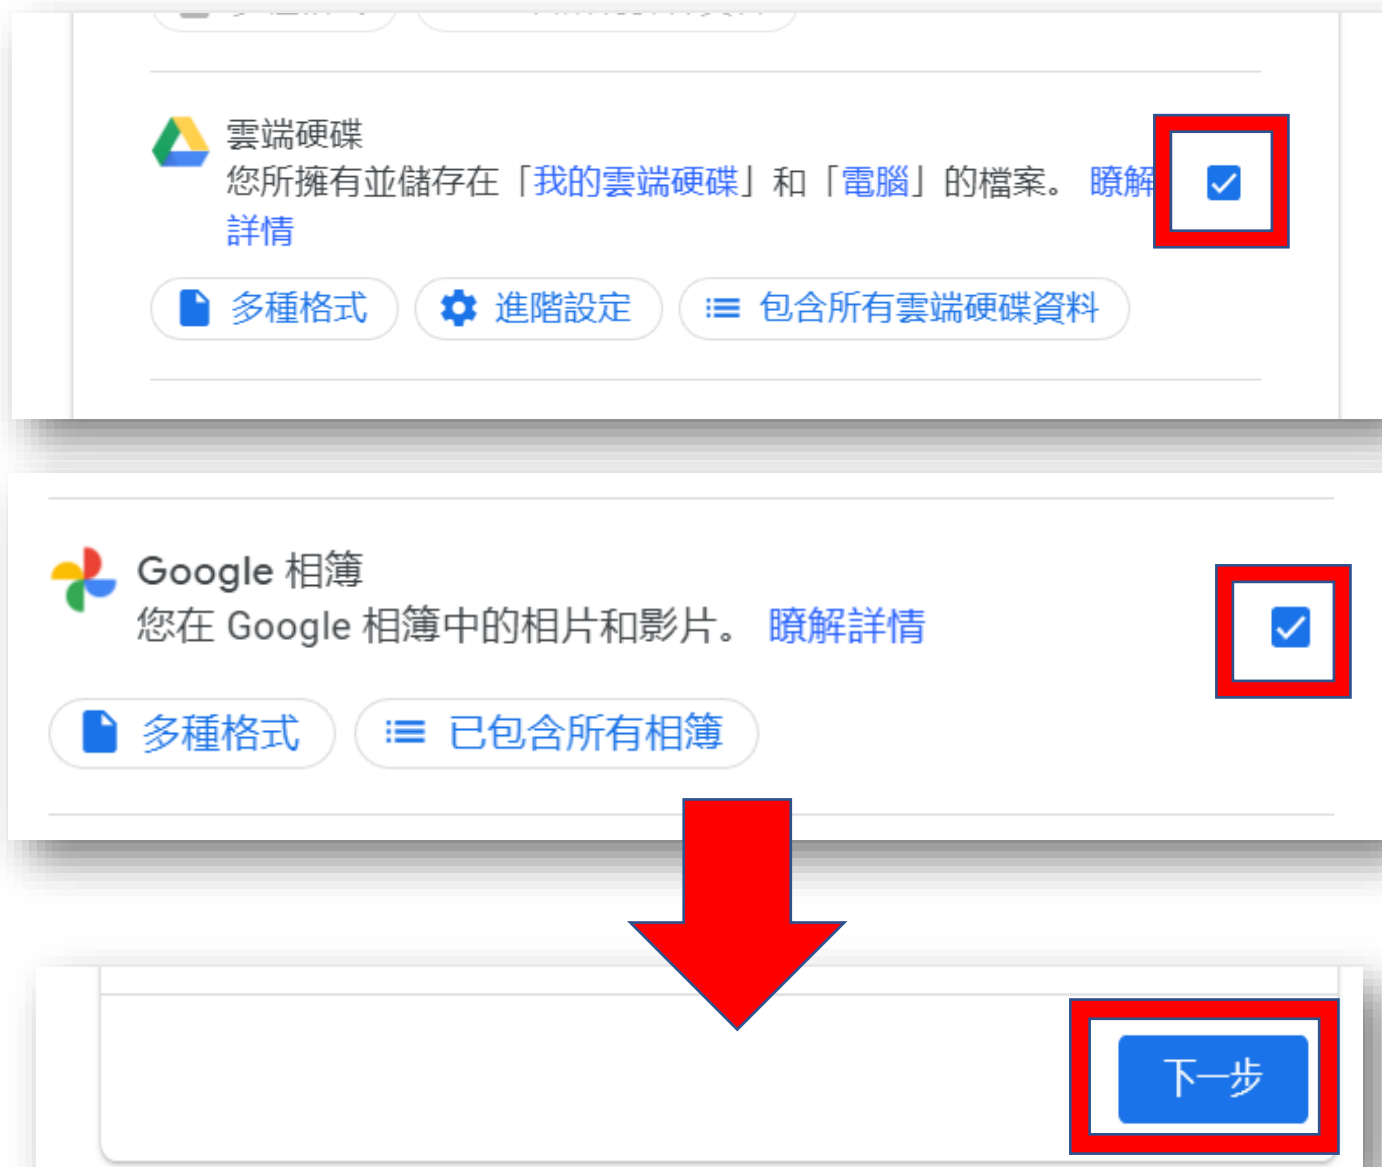 雲端硬碟
您所擁有並儲存在「我的雲端硬碟」和「電腦」的檔案。 瞭解
詳情
多種格式 進階設定 包含所有雲端硬碟資料
Google 相簿
您在 Google 相簿中的相片和影片。 瞭解詳情
多種格式 已包含所有相簿
下一步